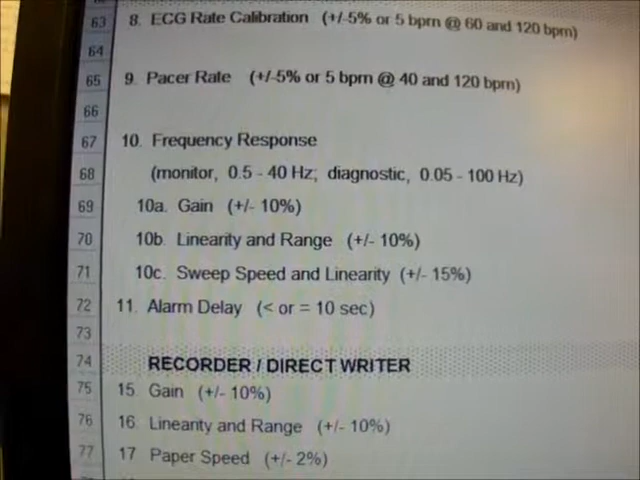 63 8. ECG Rate Calibration (+/-5% or 5 bpm @ 60 and 120 bpm)
64
65 9. Pacer Rate (+/-5% or 5 bpm @ 40 and 120 bpm)
66
67 10. Frequency Response
68 (monitor, 0.5 - 40 Hz; diagnostic, 0.05 - 100 Hz)
69 10a. Gain (+/- 10%)
70 10b. Linearity and Range (+/- 10%)
71 10c. Sweep Speed and Linearity (+/- 15%)
72 11. Alarm Delay (< or = 10 sec)
73
74 RECORDER / DIRECT WRITER
75 15. Gain (+/- 10%)
76 16. Linearity and Range (+/- 10%)
77 17 Paper Speed (+/- 2%)